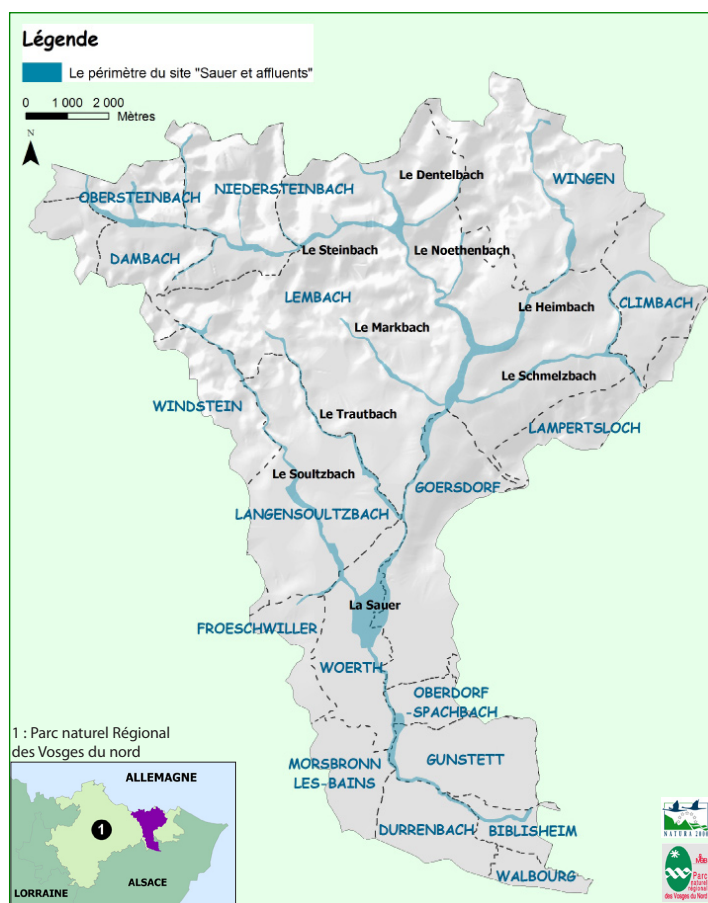 Légende
Le périmètre du site "Sauer et affluents"
0 1 000 2 000
Mètres
N
Le Dentelbach
WINGEN
NIEDERSTEINBACH
OBERSTEINBACH
Le Noethenbach
Le Steinbach
DAMBACH
LEMBACH
Le Heimbach
CLIMBACH
Le Markbach
Le Schmelzbach
WINDSTEIN
Le Trautbach
LAMPERTSLOCH
Le Soultzbach
GOERSDORF
LANGENSOULTZBACH
La Sauer
FROESCHWILLER
WOERTH
OBERDORF
-SPACHBACH
1 : Parc naturel Régional
des Vosges du nord
GUNSTETT
MORSBRONN
LES-BAINS
ALLEMAGNE
1
DURRENBACH
BIBLISHEIM
WALBOURG
LORRAINE
ALSACE
NATURA 2000
Parc
naturel
régional
des Vosges du Nord